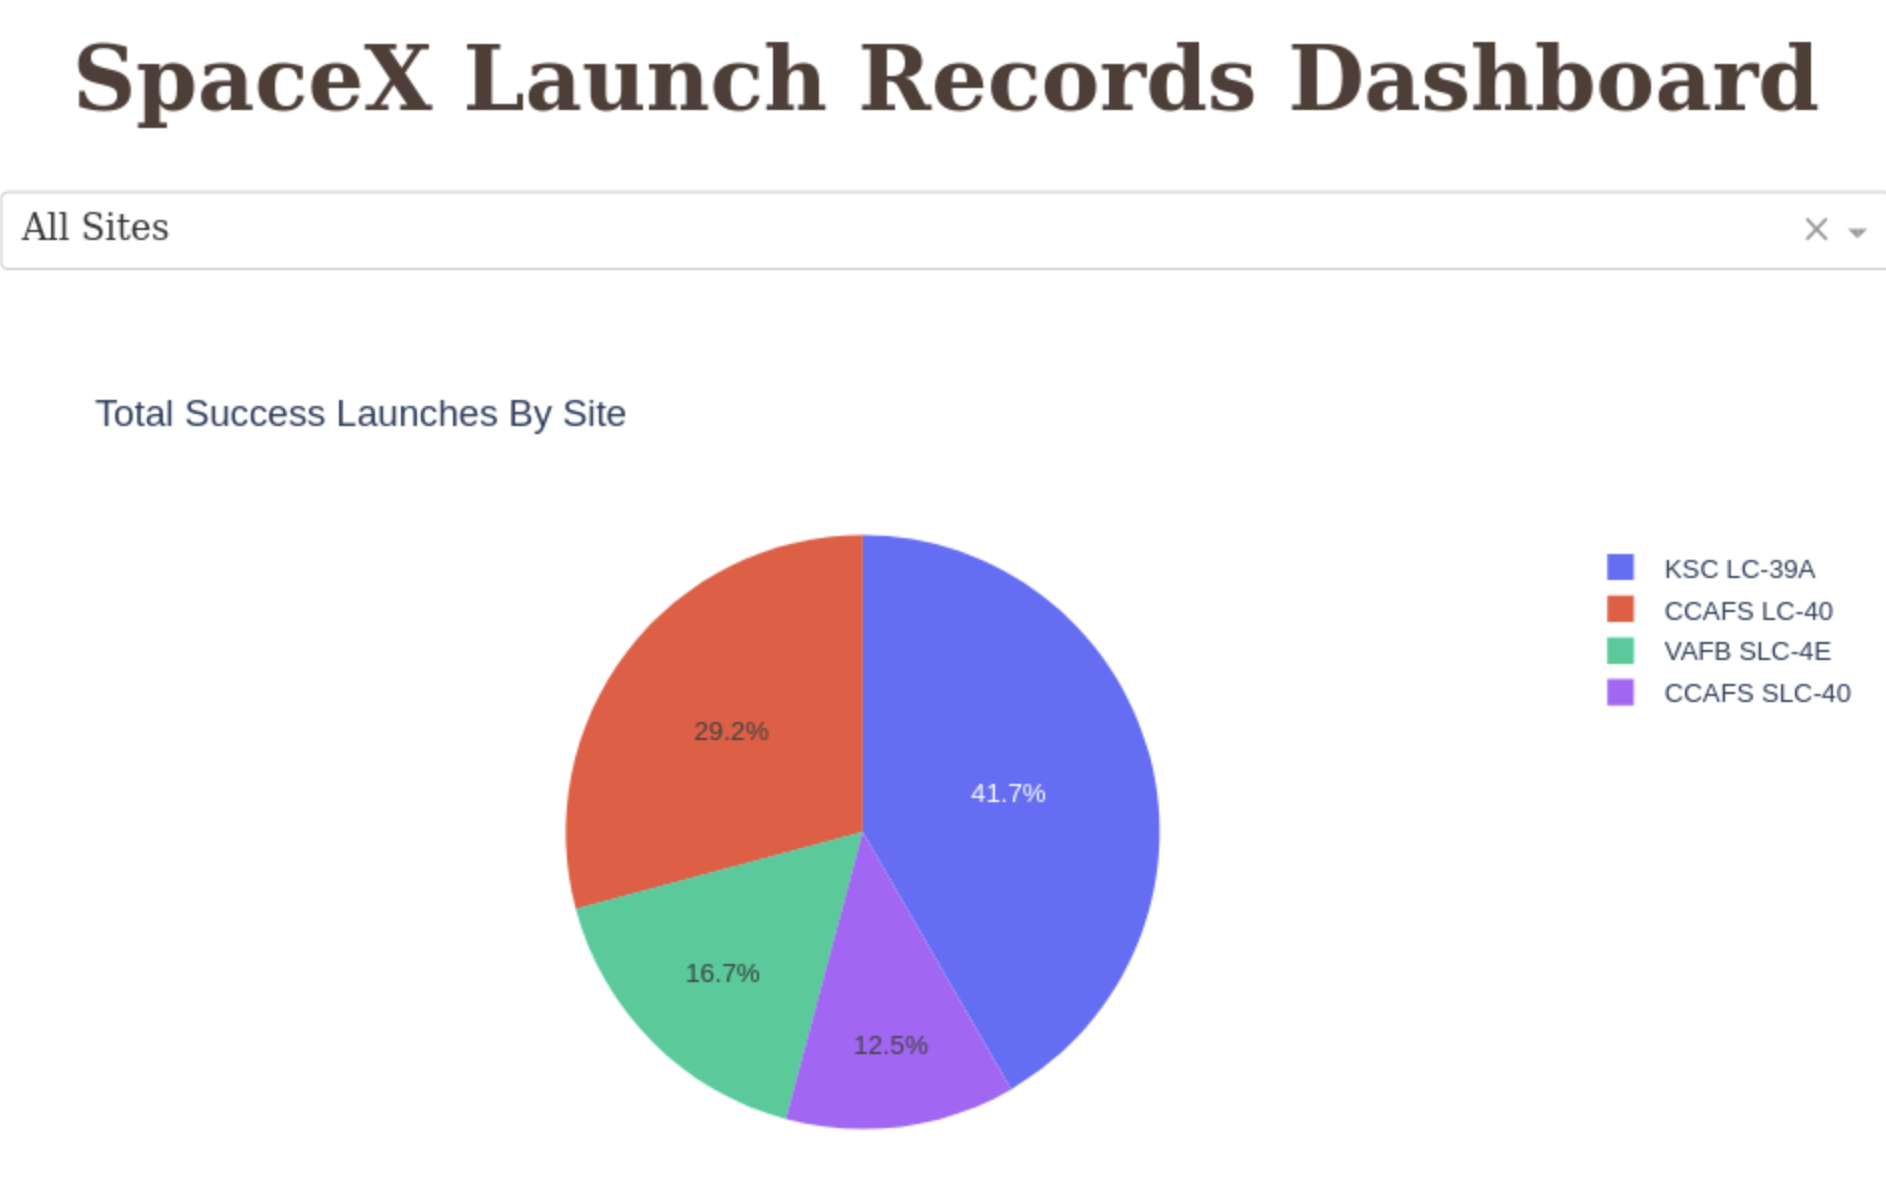 SpaceX Launch Records Dashboard
All Sites
Total Success Launches By Site
KSC LC-39A
CCAFS LC-40
VAFB SLC-4E
CCAFS SLC-40
29.2%
41.7%
16.7%
12.5%